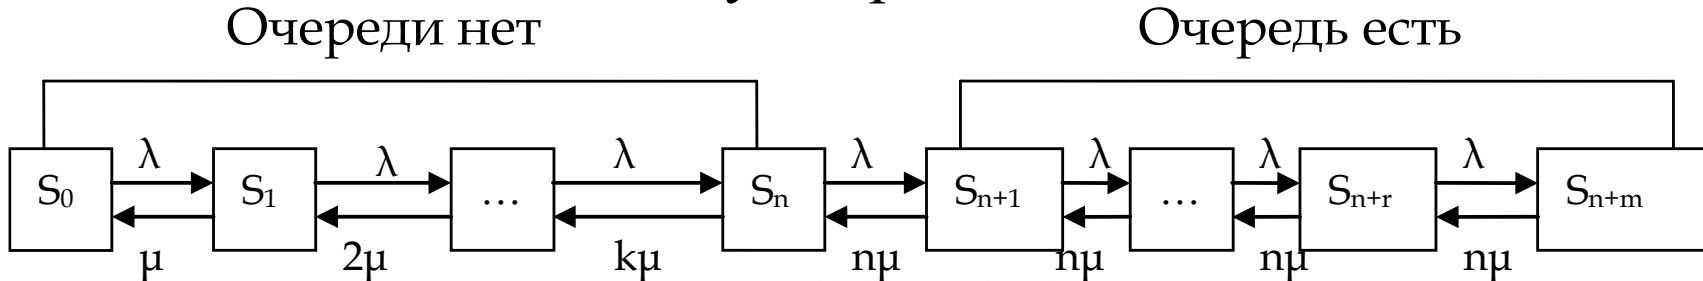 Очереди нет Очередь есть
λ λ λ λ λ λ λ
S0 S1 … Sn Sn+1 … Sn+r Sn+m
μ 2μ kμ nμ nμ nμ nμ